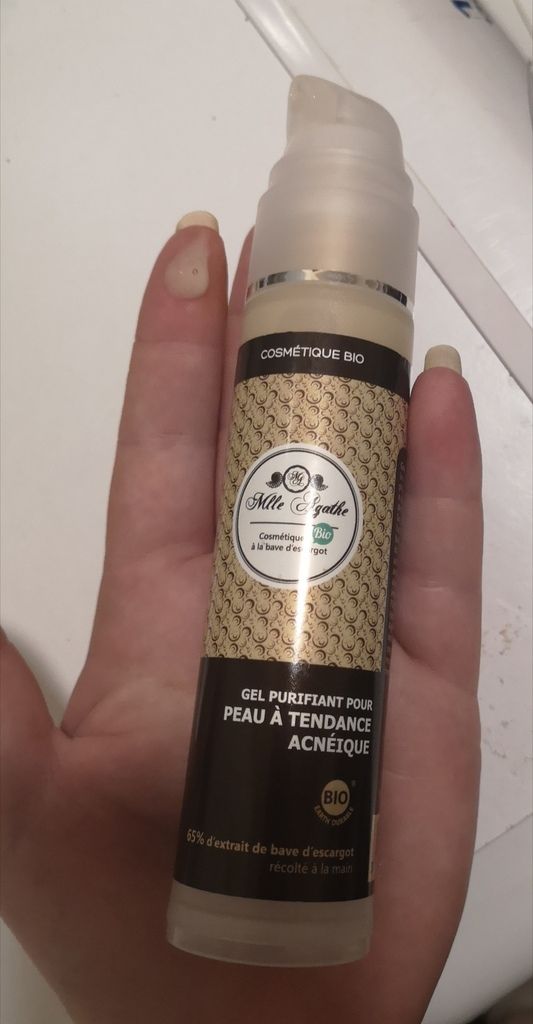 COSMÉTIQUE BIO
Mlle Agathe
Cosmétique Bio
à la bave d'escargot
GEL PURIFIANT POUR
PEAU À TENDANCE
ACNÉIQUE
BIO
EARTH DURABLE
65% d'extrait de bave d'escargot
récolté à la main